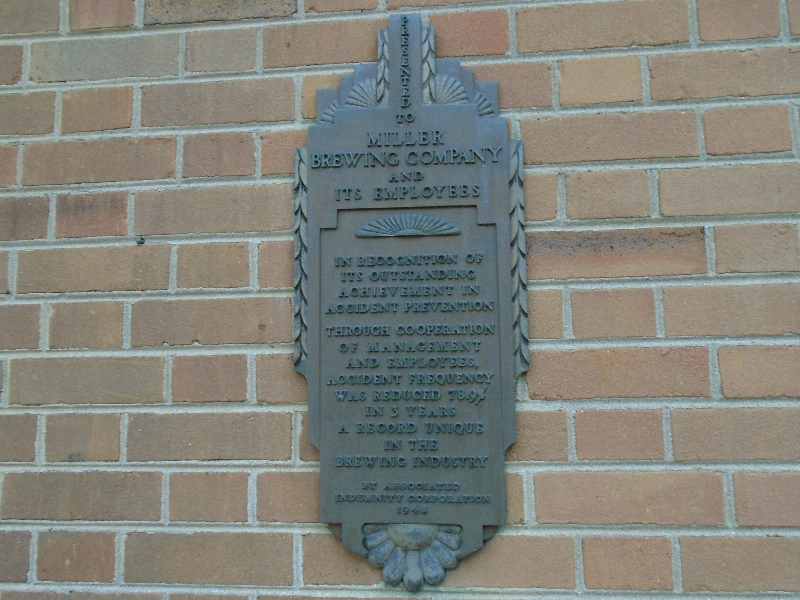 PRESENTED
TO
MILLER
BREWING COMPANY
AND
ITS EMPLOYEES
IN RECOGNITION OF
ITS OUTSTANDING
ACHIEVEMENT IN
ACCIDENT PREVENTION
THROUGH COOPERATION
OF MANAGEMENT
AND EMPLOYEES,
ACCIDENT FREQUENCY
WAS REDUCED 78.9%
IN 3 YEARS
A RECORD UNIQUE
IN THE
BREWING INDUSTRY
BY ASSOCIATED
INDEMNITY CORPORATION